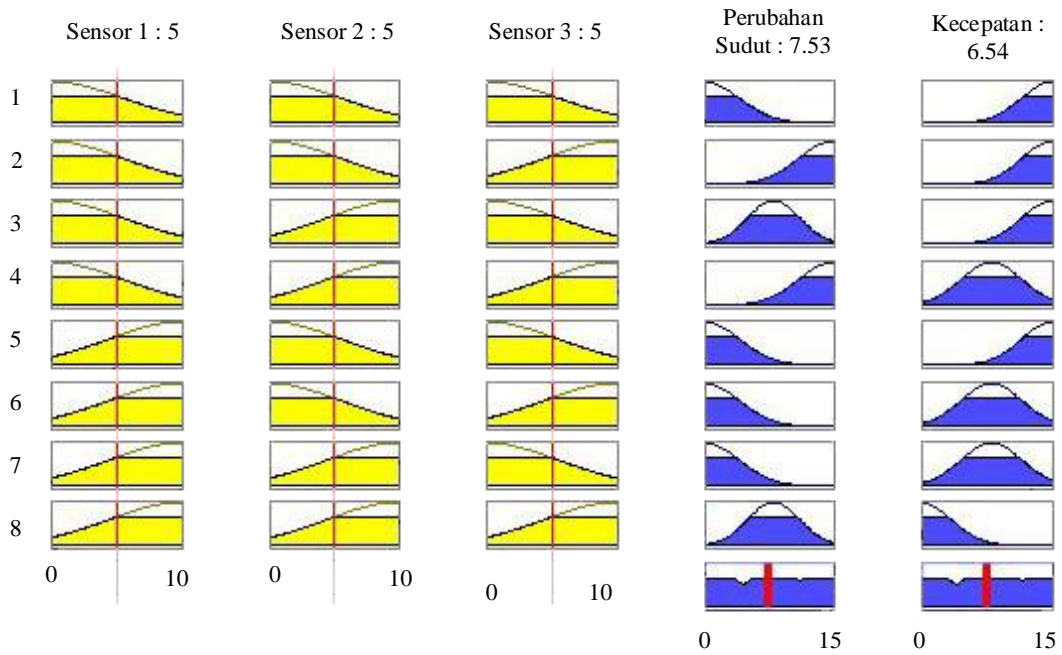 Sensor 1 : 5
Sensor 2 : 5
Sensor 3 : 5
Perubahan
Sudut : 7.53
Kecepatan :
6.54
1
2
3
4
5
6
7
8
0 10
0 10
0 10
0 15
0 15